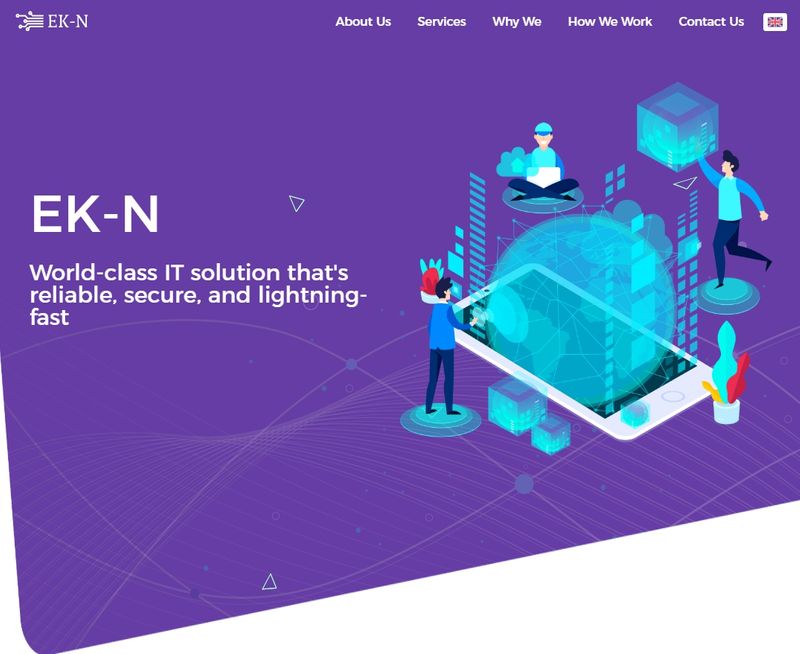 EK-N
About Us
Services
Why We
How We Work
Contact Us
EK-N
World-class IT solution that's
reliable, secure, and lightning-
fast